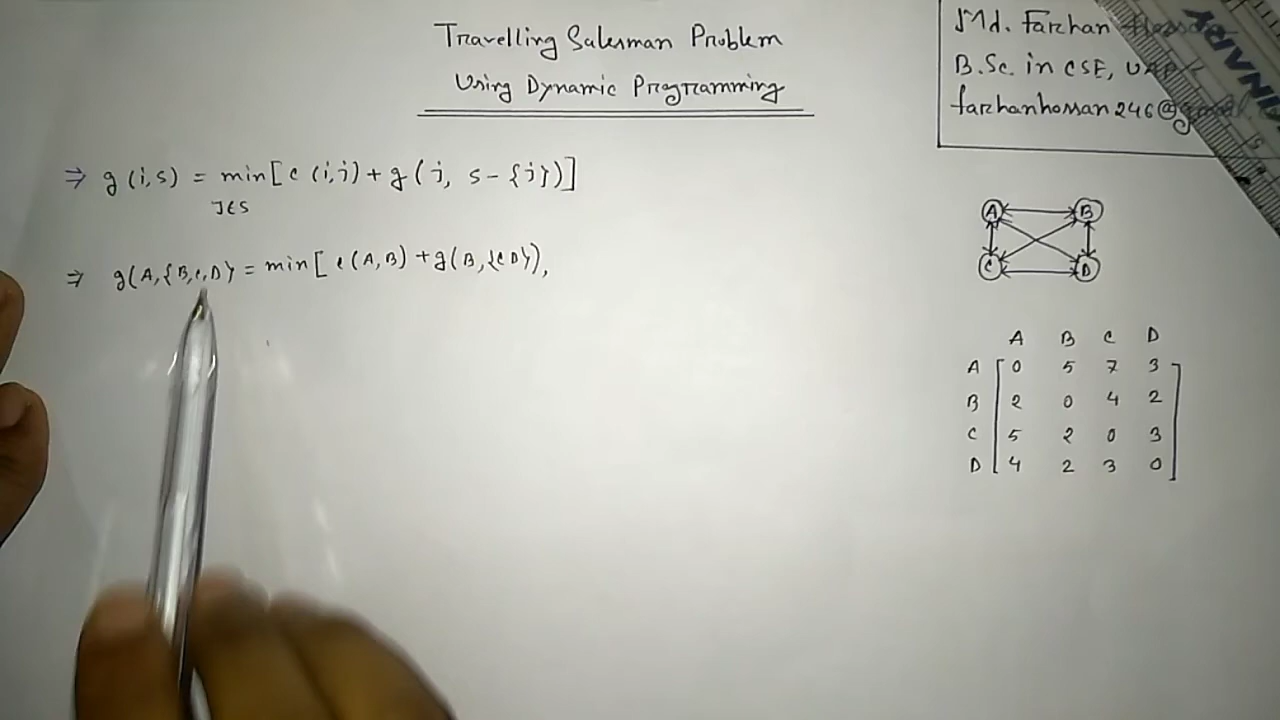 Travelling Salesman Problem
Using Dynamic Programming
Md. Farhan
B.Sc. in CSE,
⇒ g(i,s) = min[c(i,j)+g(j, s-{j})]
J∈S
⇒ g(A,{B,C,D} = min[c(A,B)+g(B,{C D}),
A B
C D
A B C D
A 0 5 7 3
B 2 0 4 2
C 5 2 0 3
D 4 2 3 0